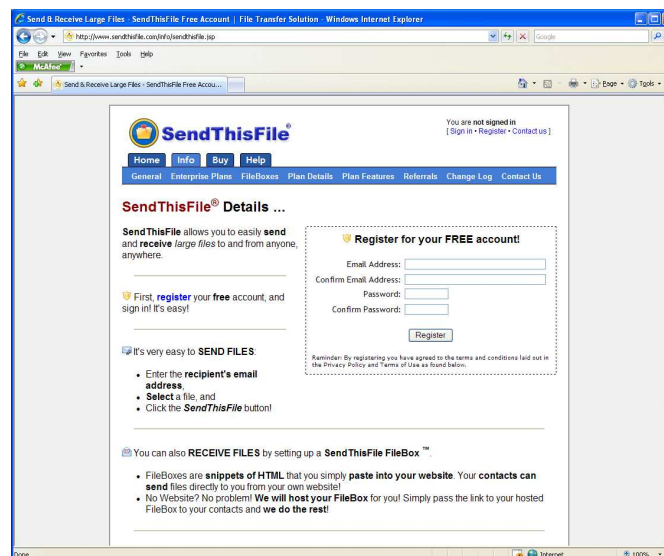 Send & Receive Large Files - SendThisFile Free Account | File Transfer Solution - Windows Internet Explorer
http://www.sendthisfile.com/info/sendthisfile.jsp
Google
File Edit View Favorites Tools Help
McAfee
Send & Receive Large Files - SendThisFile Free Accou...
Page Tools
SendThisFile®
You are not signed in
[ Sign in • Register • Contact us ]
Home Info Buy Help
General Enterprise Plans FileBoxes Plan Details Plan Features Referrals Change Log Contact Us
SendThisFile® Details ...
SendThisFile allows you to easily send
and receive large files to and from anyone,
anywhere.
First, register your free account, and
sign in! It's easy!
Register for your FREE account!
Email Address:
Confirm Email Address:
Password:
Confirm Password:
Register
Reminder: By registering you have agreed to the terms and conditions laid out in
the Privacy Policy and Terms of Use as found below.
It's very easy to SEND FILES:
• Enter the recipient's email
address,
• Select a file, and
• Click the SendThisFile button!
You can also RECEIVE FILES by setting up a SendThisFile FileBox ™.
• FileBoxes are snippets of HTML that you simply paste into your website. Your contacts can
send files directly to you from your own website!
• No Website? No problem! We will host your FileBox for you! Simply pass the link to your hosted
FileBox to your contacts and we do the rest!
Done
Internet
100%